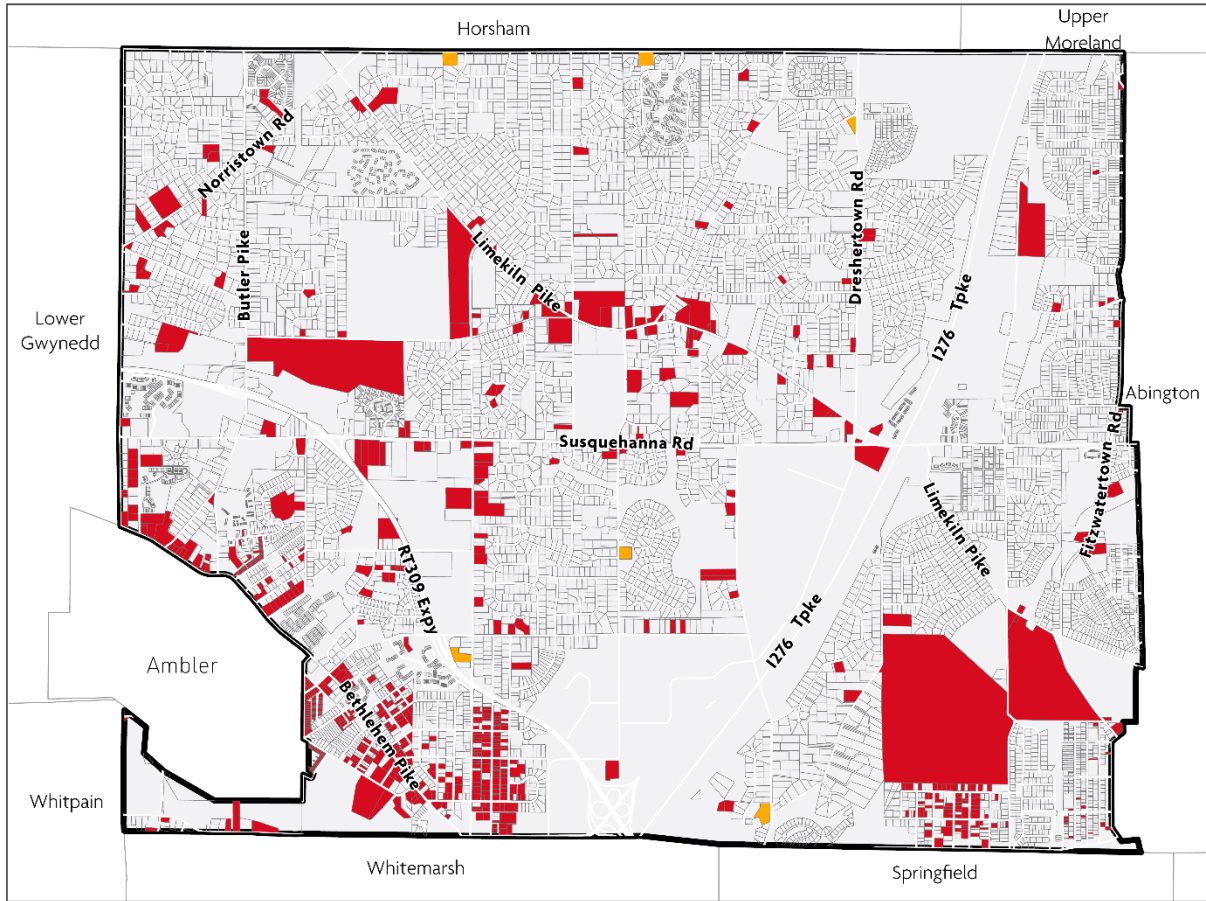 Horsham
Upper
Moreland
Norristown Rd
Butler Pike
Limekiln Pike
Dreshertown Rd
I276 Tpke
Lower
Gwynedd
Abington
Susquehanna Rd
Fitzwatertown Rd
Limekiln Pike
RT309 Expy
I276 Tpke
Ambler
Bethlehem Pike
Whitpain
Whitemarsh
Springfield